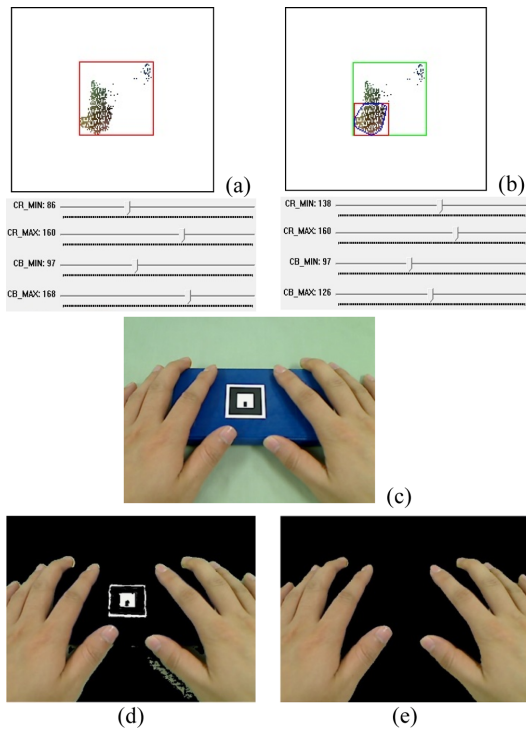 (a)
(b)
CR_MIN: 86
CR_MAX: 160
CB_MIN: 97
CB_MAX: 168
CR_MIN: 138
CR_MAX: 160
CB_MIN: 97
CB_MAX: 126
(c)
(d)
(e)